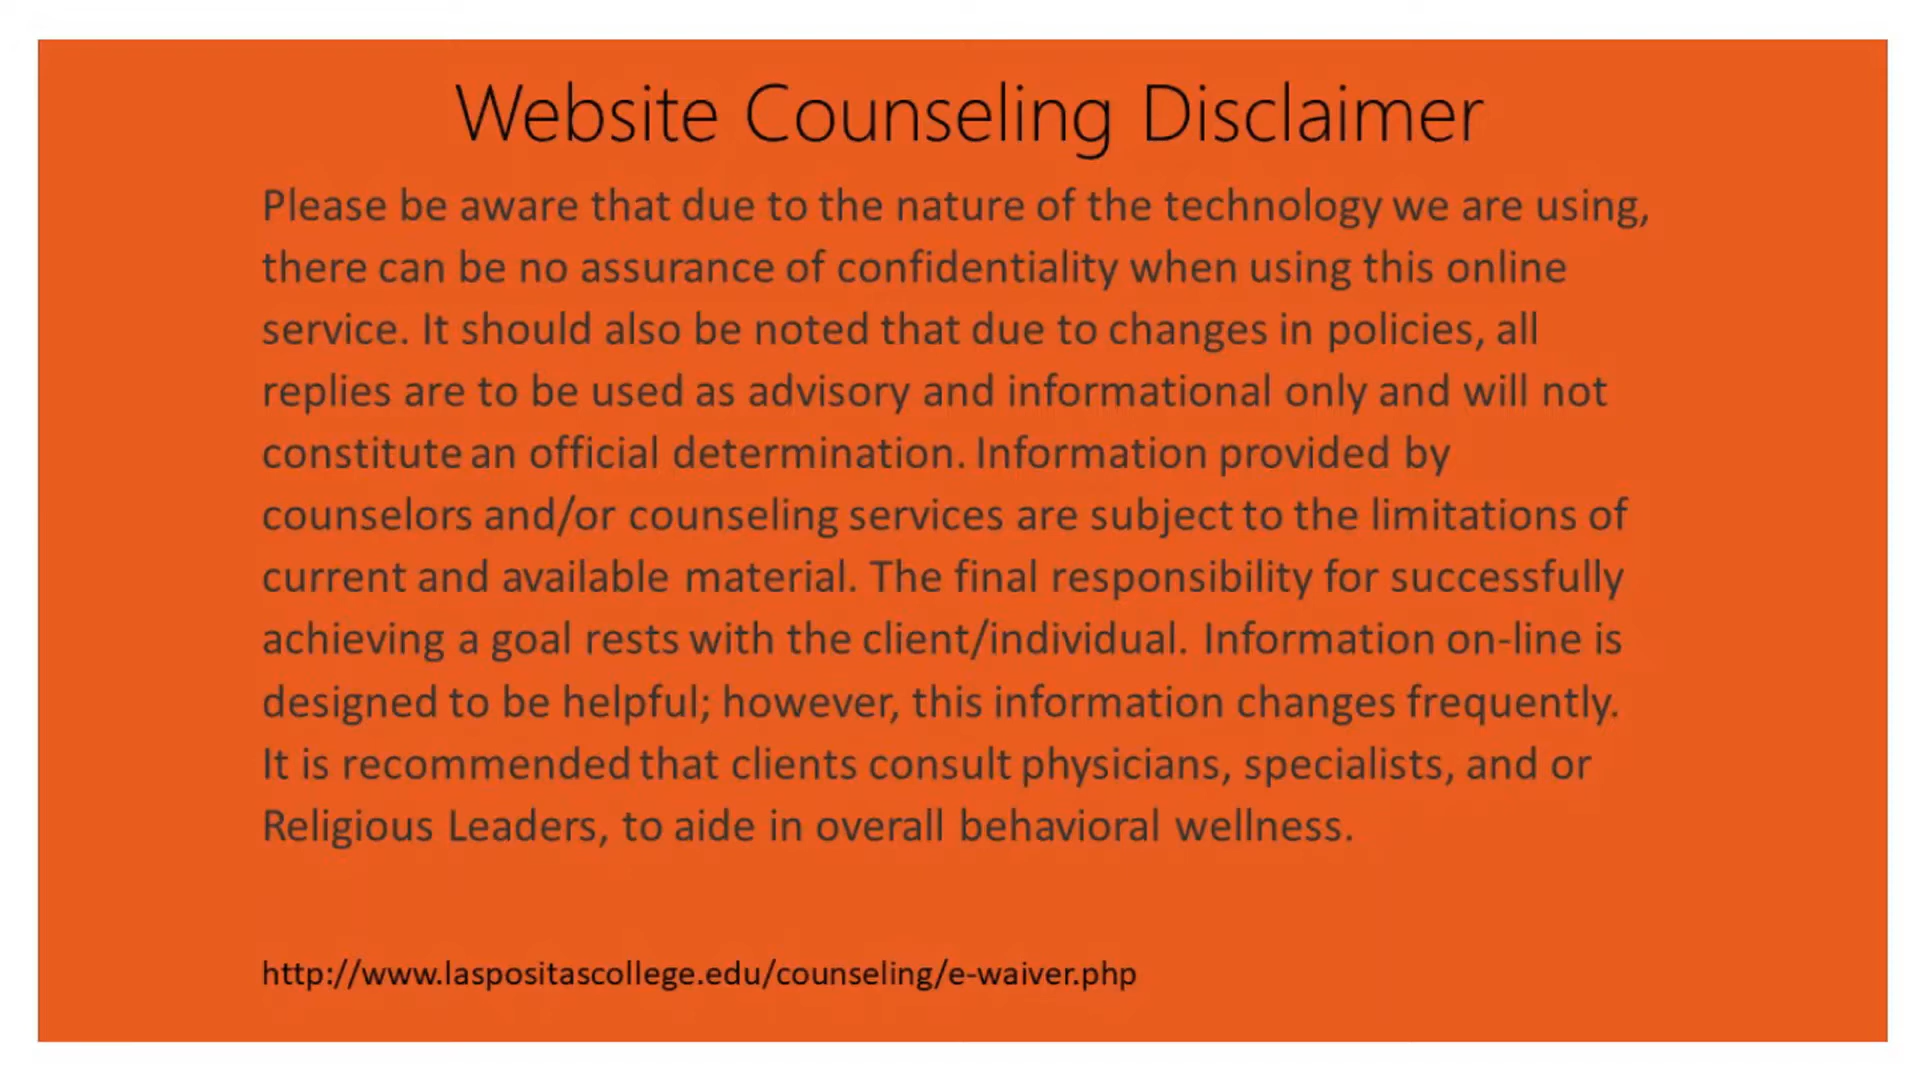 Website Counseling Disclaimer
Please be aware that due to the nature of the technology we are using,
there can be no assurance of confidentiality when using this online
service. It should also be noted that due to changes in policies, all
replies are to be used as advisory and informational only and will not
constitute an official determination. Information provided by
counselors and/or counseling services are subject to the limitations of
current and available material. The final responsibility for successfully
achieving a goal rests with the client/individual. Information on-line is
designed to be helpful; however, this information changes frequently.
It is recommended that clients consult physicians, specialists, and or
Religious Leaders, to aide in overall behavioral wellness.
http://www.laspositascollege.edu/counseling/e-waiver.php